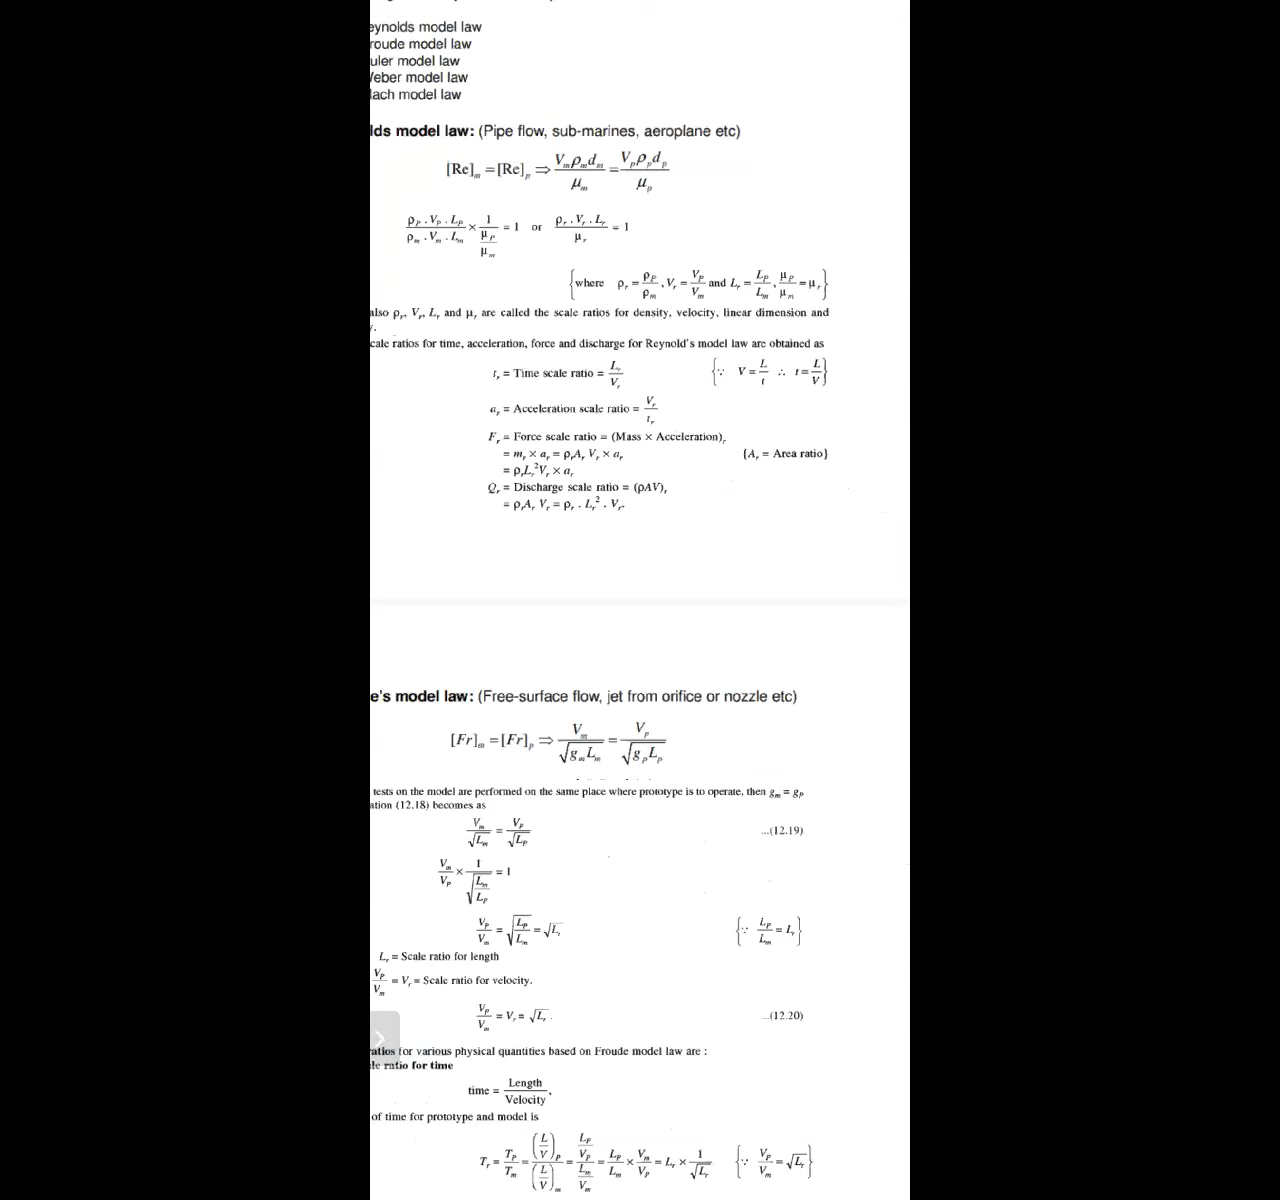 eynolds model law
roude model law
uler model law
Veber model law
lach model law
lds model law: (Pipe flow, sub-marines, aeroplane etc)
[Re]m = [Re]p ⇒ Vm ρm dm / μm = Vp ρp dp / μp
ρP . VP . LP / ρm . Vm . Lm × 1 / (μP / μm) = 1 or ρr . Vr . Lr / μr = 1
{where ρr = ρP / ρm , Vr = VP / Vm and Lr = LP / Lm , μP / μm = μr}
also ρr, Vr, Lr and μr are called the scale ratios for density, velocity, linear dimension and
.
cale ratios for time, acceleration, force and discharge for Reynold's model law are obtained as
tr = Time scale ratio = Lr / Vr {∵ V = L / t ∴ t = L / V}
ar = Acceleration scale ratio = Vr / tr
Fr = Force scale ratio = (Mass × Acceleration)r
= mr × ar = ρrAr Vr × ar {Ar = Area ratio}
= ρrLr²Vr × ar
Qr = Discharge scale ratio = (ρAV)r
= ρrAr Vr = ρr . Lr² . Vr.
e's model law: (Free-surface flow, jet from orifice or nozzle etc)
[Fr]m = [Fr]p ⇒ Vm / √gmLm = Vp / √gpLp
tests on the model are performed on the same place where prototype is to operate, then gm = gP
ation (12.18) becomes as
Vm / √Lm = VP / √LP ...(12.19)
Vm / VP × 1 / √(Lm / LP) = 1
VP / Vm = √(LP / Lm) = √Lr {∵ LP / Lm = Lr}
Lr = Scale ratio for length
VP / Vm = Vr = Scale ratio for velocity.
VP / Vm = Vr = √Lr . ...(12.20)
ratios for various physical quantities based on Froude model law are :
le ratio for time
time = Length / Velocity ,
of time for prototype and model is
Tr = TP / Tm = (L / V)P / (L / V)m = (LP / VP) / (Lm / Vm) = LP / Lm × Vm / VP = Lr × 1 / √Lr {∵ VP / Vm = √Lr}